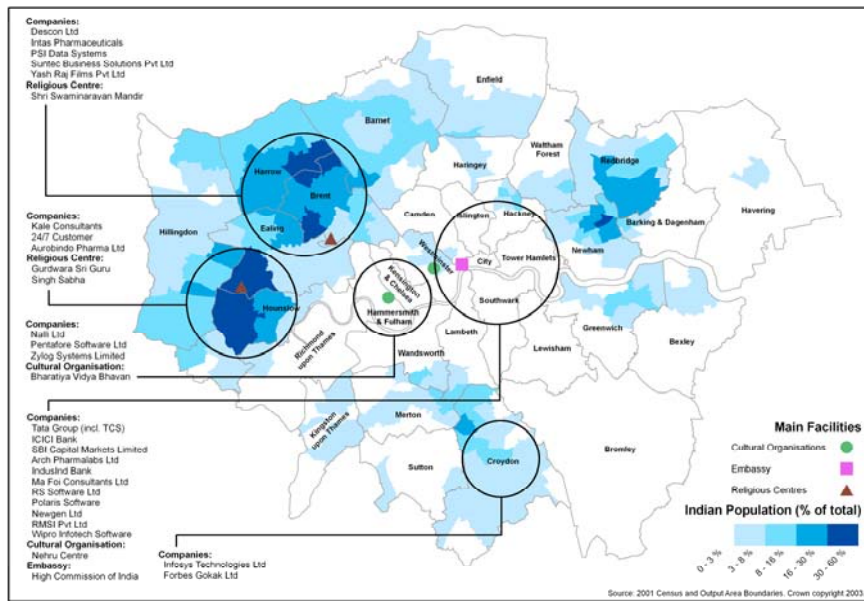 Companies:
Descon Ltd
Intas Pharmaceuticals
PSI Data Systems
Suntec Business Solutions Pvt Ltd
Yash Raj Films Pvt Ltd
Religious Centre:
Shri Swaminarayan Mandir
Companies:
Kale Consultants
24/7 Customer
Aurobindo Pharma Ltd
Religious Centre:
Gurdwara Sri Guru
Singh Sabha
Companies:
Nalli Ltd
Pentafore Software Ltd
Zylog Systems Limited
Cultural Organisation:
Bharatiya Vidya Bhavan
Companies:
Tata Group (incl. TCS)
ICICI Bank
SBI Capital Markets Limited
Arch Pharmalabs Ltd
IndusInd Bank
Ma Foi Consultants Ltd
RS Software Ltd
Polaris Software
Newgen Ltd
RMSI Pvt Ltd
Wipro Infotech Software
Cultural Organisation:
Nehru Centre
Embassy:
High Commission of India
Companies:
Infosys Technologies Ltd
Forbes Gokak Ltd
Enfield
Barnet
Haringey
Waltham
Forest
Redbridge
Havering
Harrow
Brent
Camden
Islington
Hackney
Barking & Dagenham
Hillingdon
Ealing
Newham
Westminster
City
Tower Hamlets
Kensington
& Chelsea
Hammersmith
& Fulham
Southwark
Hounslow
Greenwich
Bexley
Richmond
upon Thames
Lambeth
Wandsworth
Lewisham
Kingston
upon Thames
Merton
Sutton
Croydon
Bromley
Main Facilities
Cultural Organisations
Embassy
Religious Centres
Indian Population (% of total)
0 - 3 %
3 - 8 %
8 - 16 %
16 - 30 %
30 - 60 %
Source: 2001 Census and Output Area Boundaries. Crown copyright 2003.